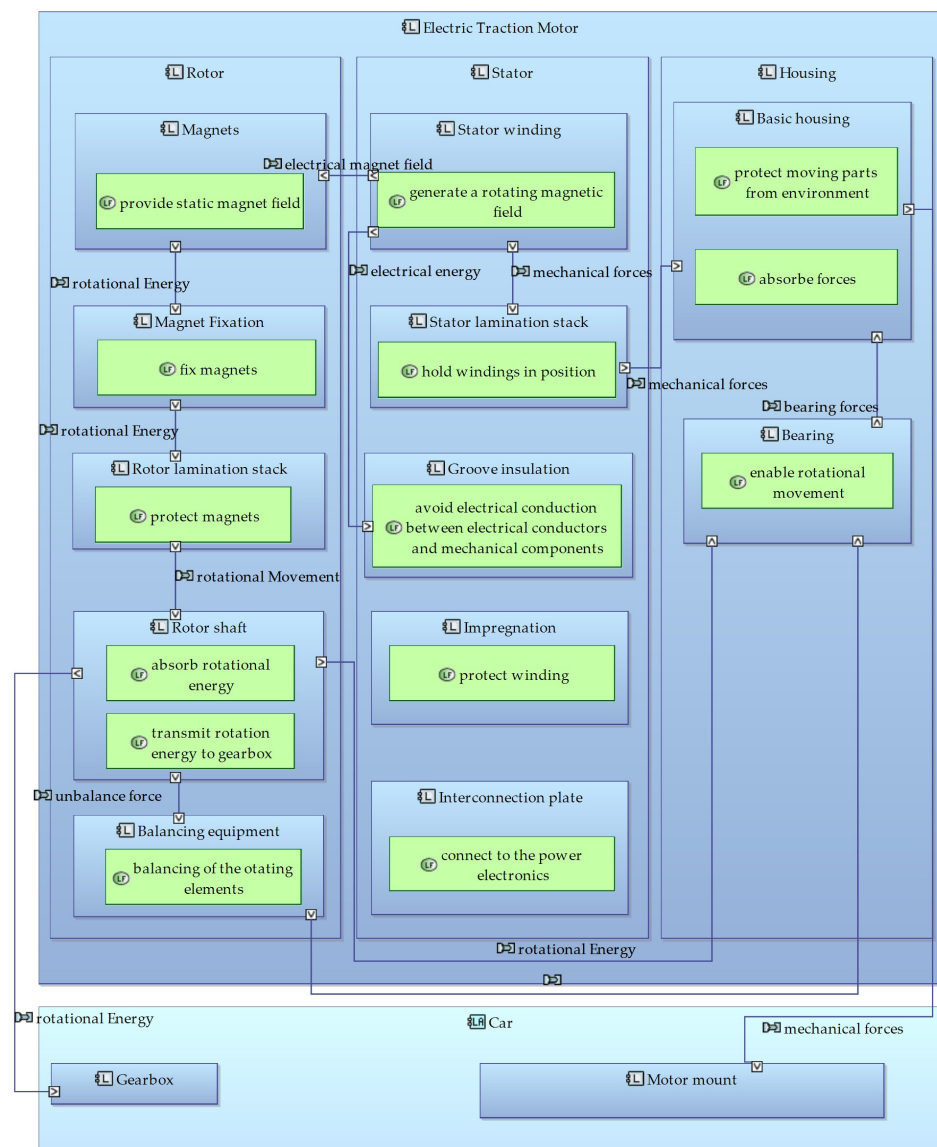 Electric Traction Motor
Rotor
Stator
Housing
Magnets
Stator winding
Basic housing
electrical magnet field
provide static magnet field
generate a rotating magnetic
field
protect moving parts
from environment
rotational Energy
electrical energy
mechanical forces
absorbe forces
Magnet Fixation
Stator lamination stack
fix magnets
hold windings in position
mechanical forces
bearing forces
rotational Energy
Bearing
Rotor lamination stack
Groove insulation
enable rotational
movement
protect magnets
avoid electrical conduction
between electrical conductors
and mechanical components
rotational Movement
Rotor shaft
Impregnation
absorb rotational
energy
protect winding
transmit rotation
energy to gearbox
unbalance force
Interconnection plate
Balancing equipment
balancing of the otating
elements
connect to the power
electronics
rotational Energy
rotational Energy
Car
mechanical forces
Gearbox
Motor mount